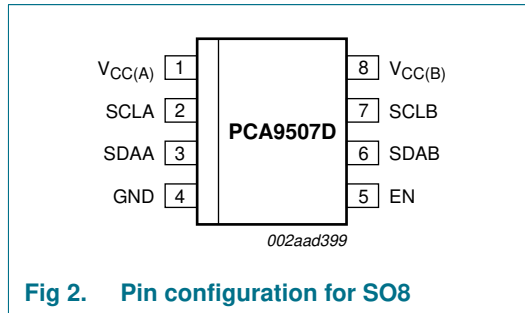 VCC(A) 1 8 VCC(B)
SCLA 2 7 SCLB
PCA9507D
SDAA 3 6 SDAB
GND 4 5 EN
002aad399
Fig 2. Pin configuration for SO8